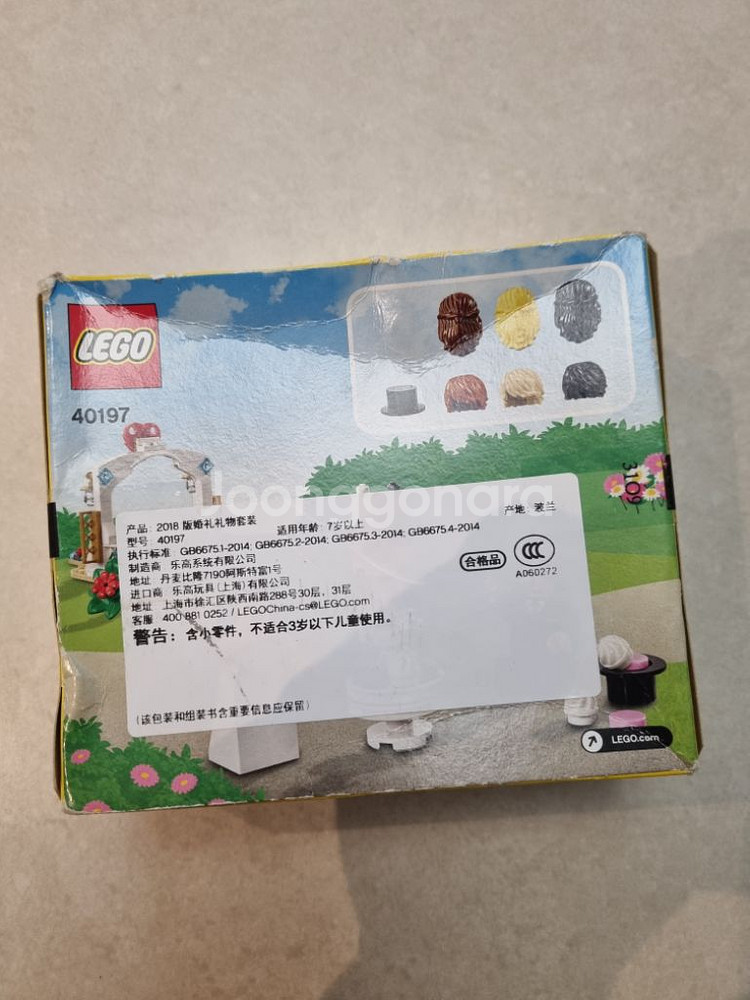 LEGO
40197
Joonggonara
产品: 2018 版婚礼礼物套装 适用年龄: 7岁以上 产地: 波兰
型号: 40197
执行标准: GB6675.1-2014; GB6675.2-2014; GB6675.3-2014; GB6675.4-2014
制造商 乐高系统有限公司
地址 丹麦比隆7190阿斯特富1号
进口商 乐高玩具(上海)有限公司
地址 上海市徐汇区陕西南路288号30层, 31层
客服 400 881 0252 / LEGOChina-cs@LEGO.com
合格品
CCC
A060272
警告: 含小零件, 不适合3岁以下儿童使用。
(该包装和组装书含重要信息应保留)
LEGO.com